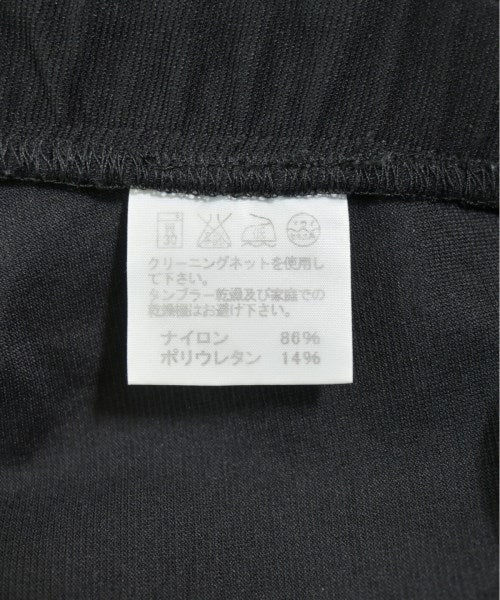 30
クリーニングネットを使用し
て下さい。
タンブラー乾燥及び家庭での
乾燥機はお避け下さい。
ナイロン 86%
ポリウレタン 14%